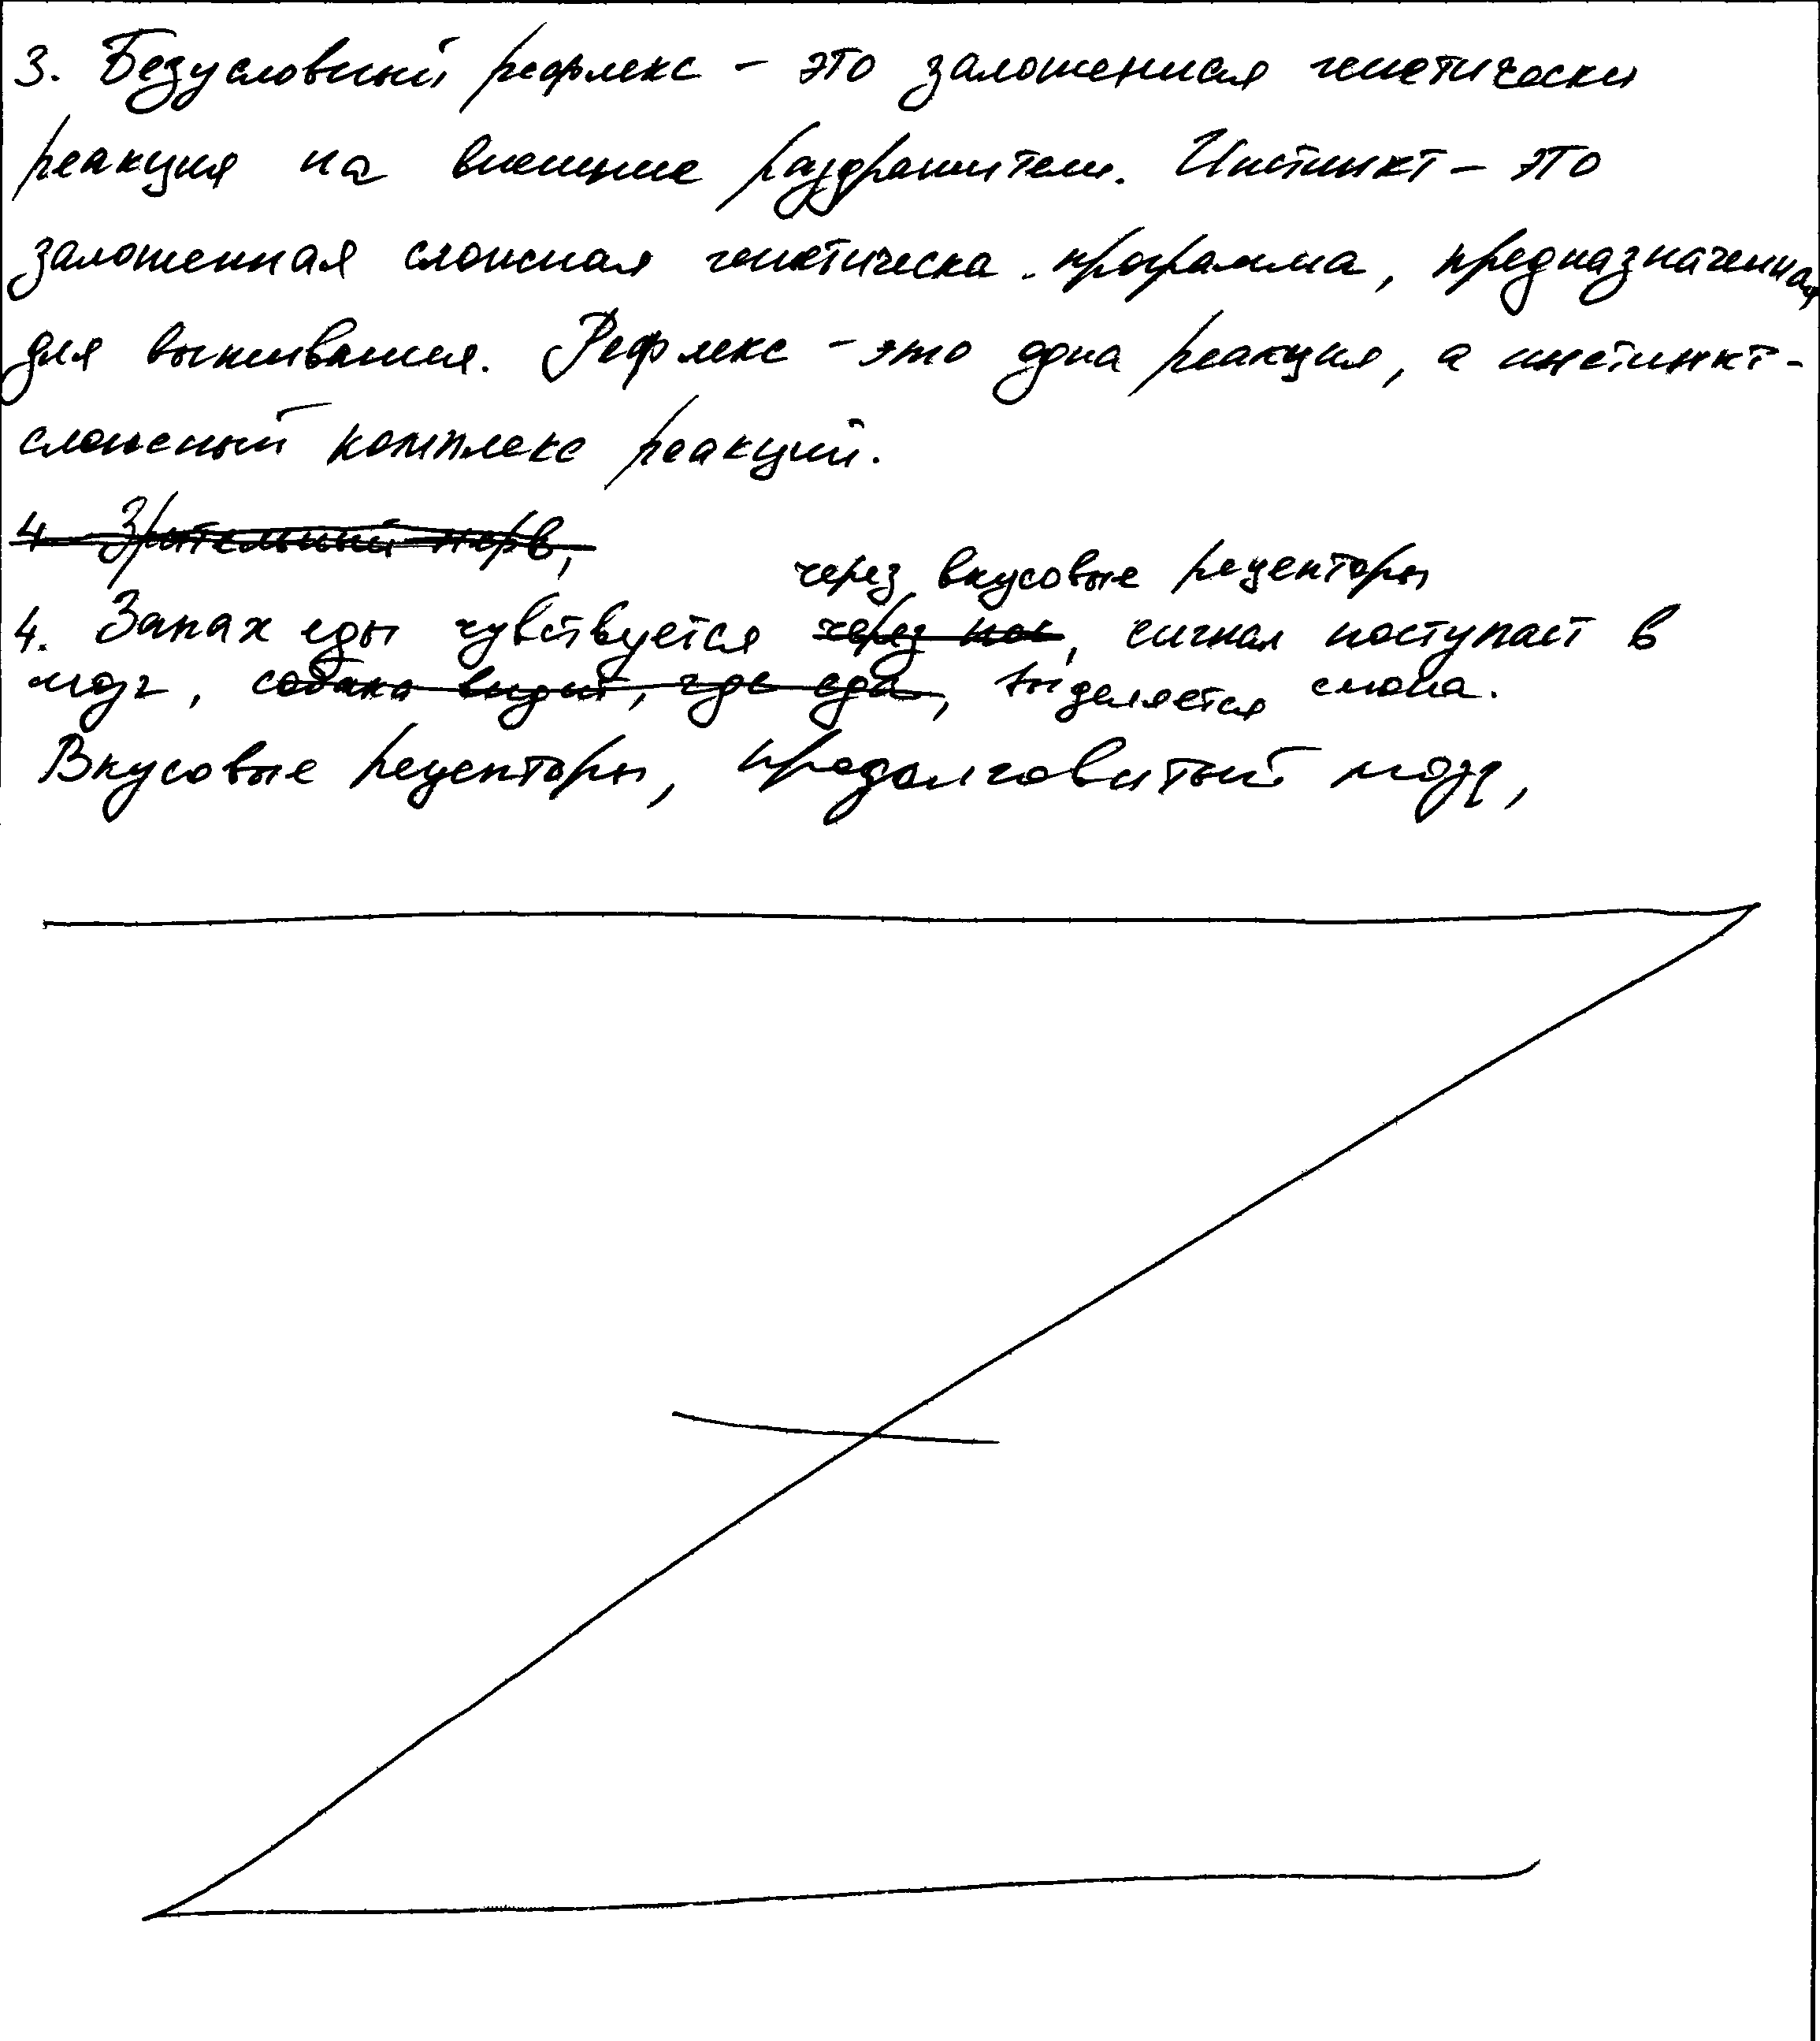 3. Безусловный рефлекс – это заложенная генетически
реакция на внешние раздражители. Инстинкт – это
заложенная сложная генетическа программа, предназначенная
для выживания. Рефлекс – это одна реакция, а инстинкт-
сложный комплекс реакций.
4. Зрительный нерв,
через вкусовые рецепторы
4. Запах еды чувствуется через нос, сигнал поступает в
мозг, собака видит, где еда, выделяется слюна.
Вкусовые рецепторы, продолговитый мозг,